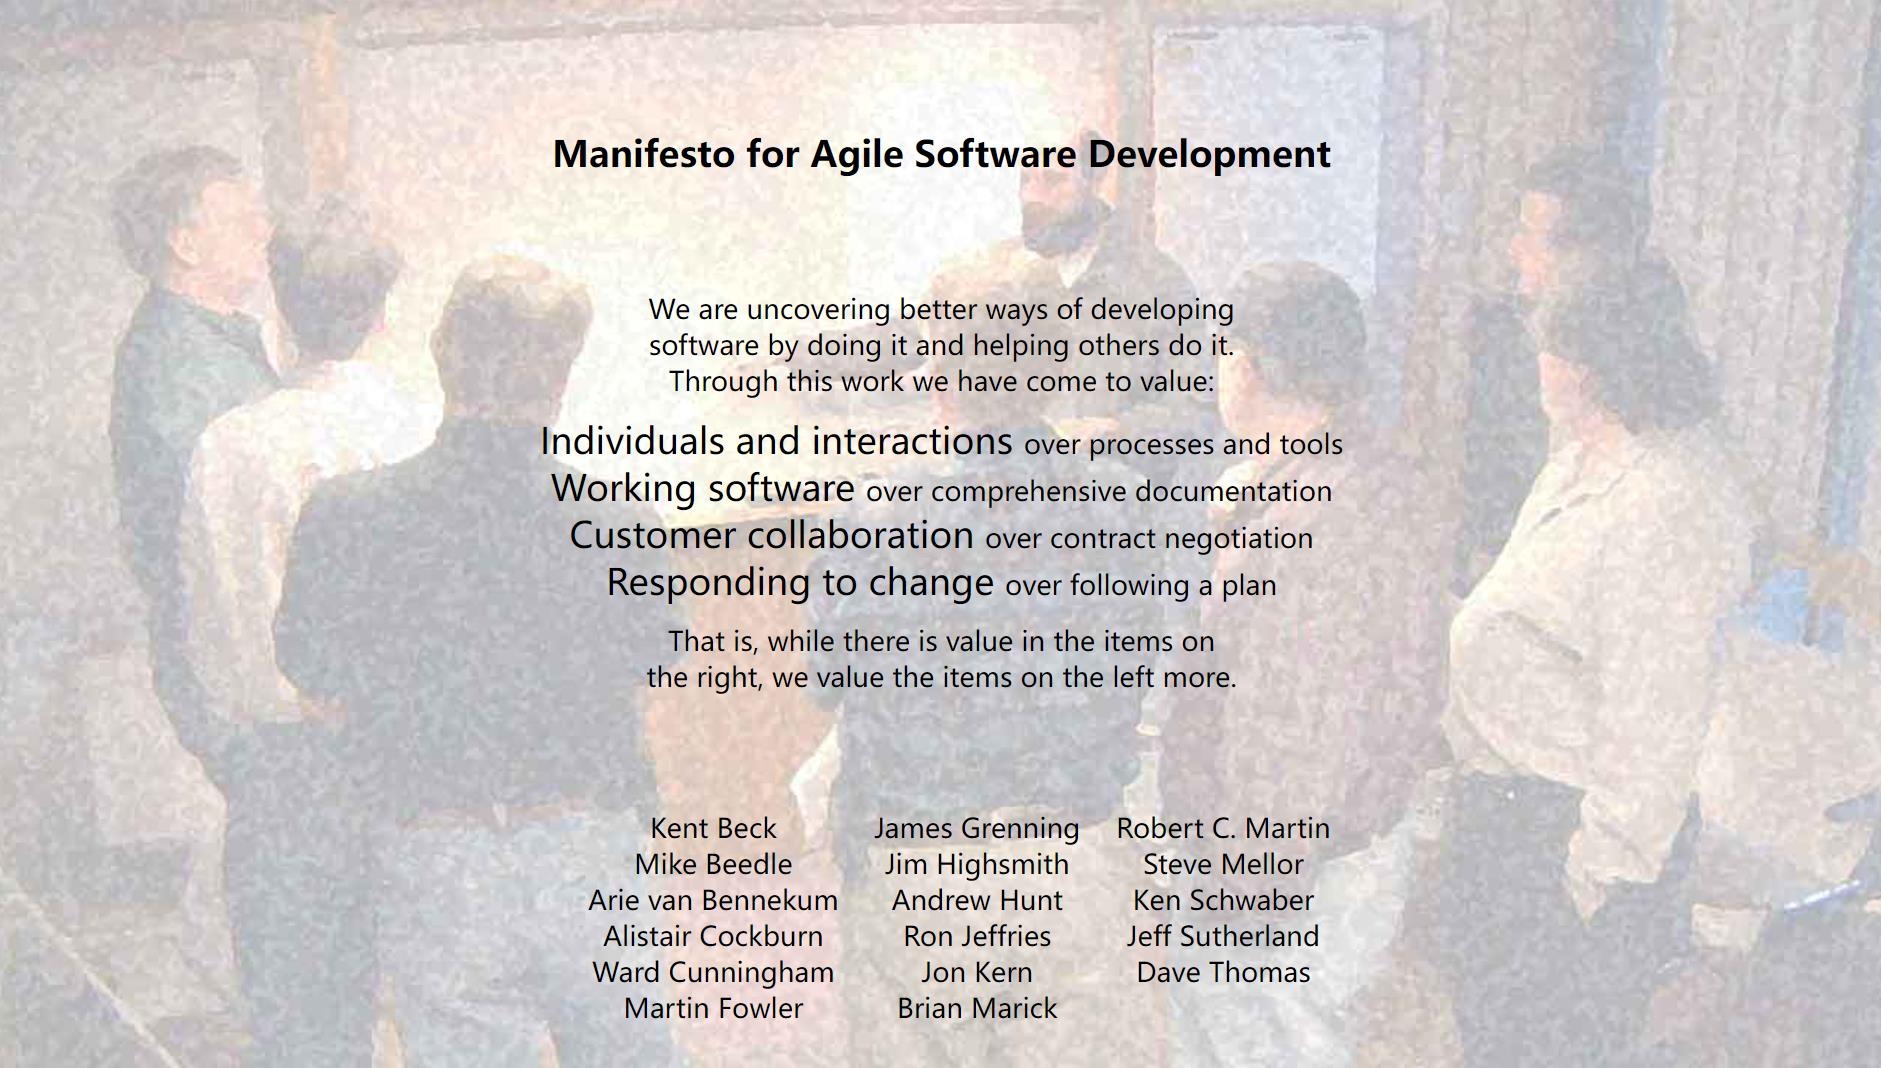 Manifesto for Agile Software Development
We are uncovering better ways of developing
software by doing it and helping others do it.
Through this work we have come to value:
Individuals and interactions over processes and tools
Working software over comprehensive documentation
Customer collaboration over contract negotiation
Responding to change over following a plan
That is, while there is value in the items on
the right, we value the items on the left more.
Kent Beck
Mike Beedle
Arie van Bennekum
Alistair Cockburn
Ward Cunningham
Martin Fowler
James Grenning
Jim Highsmith
Andrew Hunt
Ron Jeffries
Jon Kern
Brian Marick
Robert C. Martin
Steve Mellor
Ken Schwaber
Jeff Sutherland
Dave Thomas